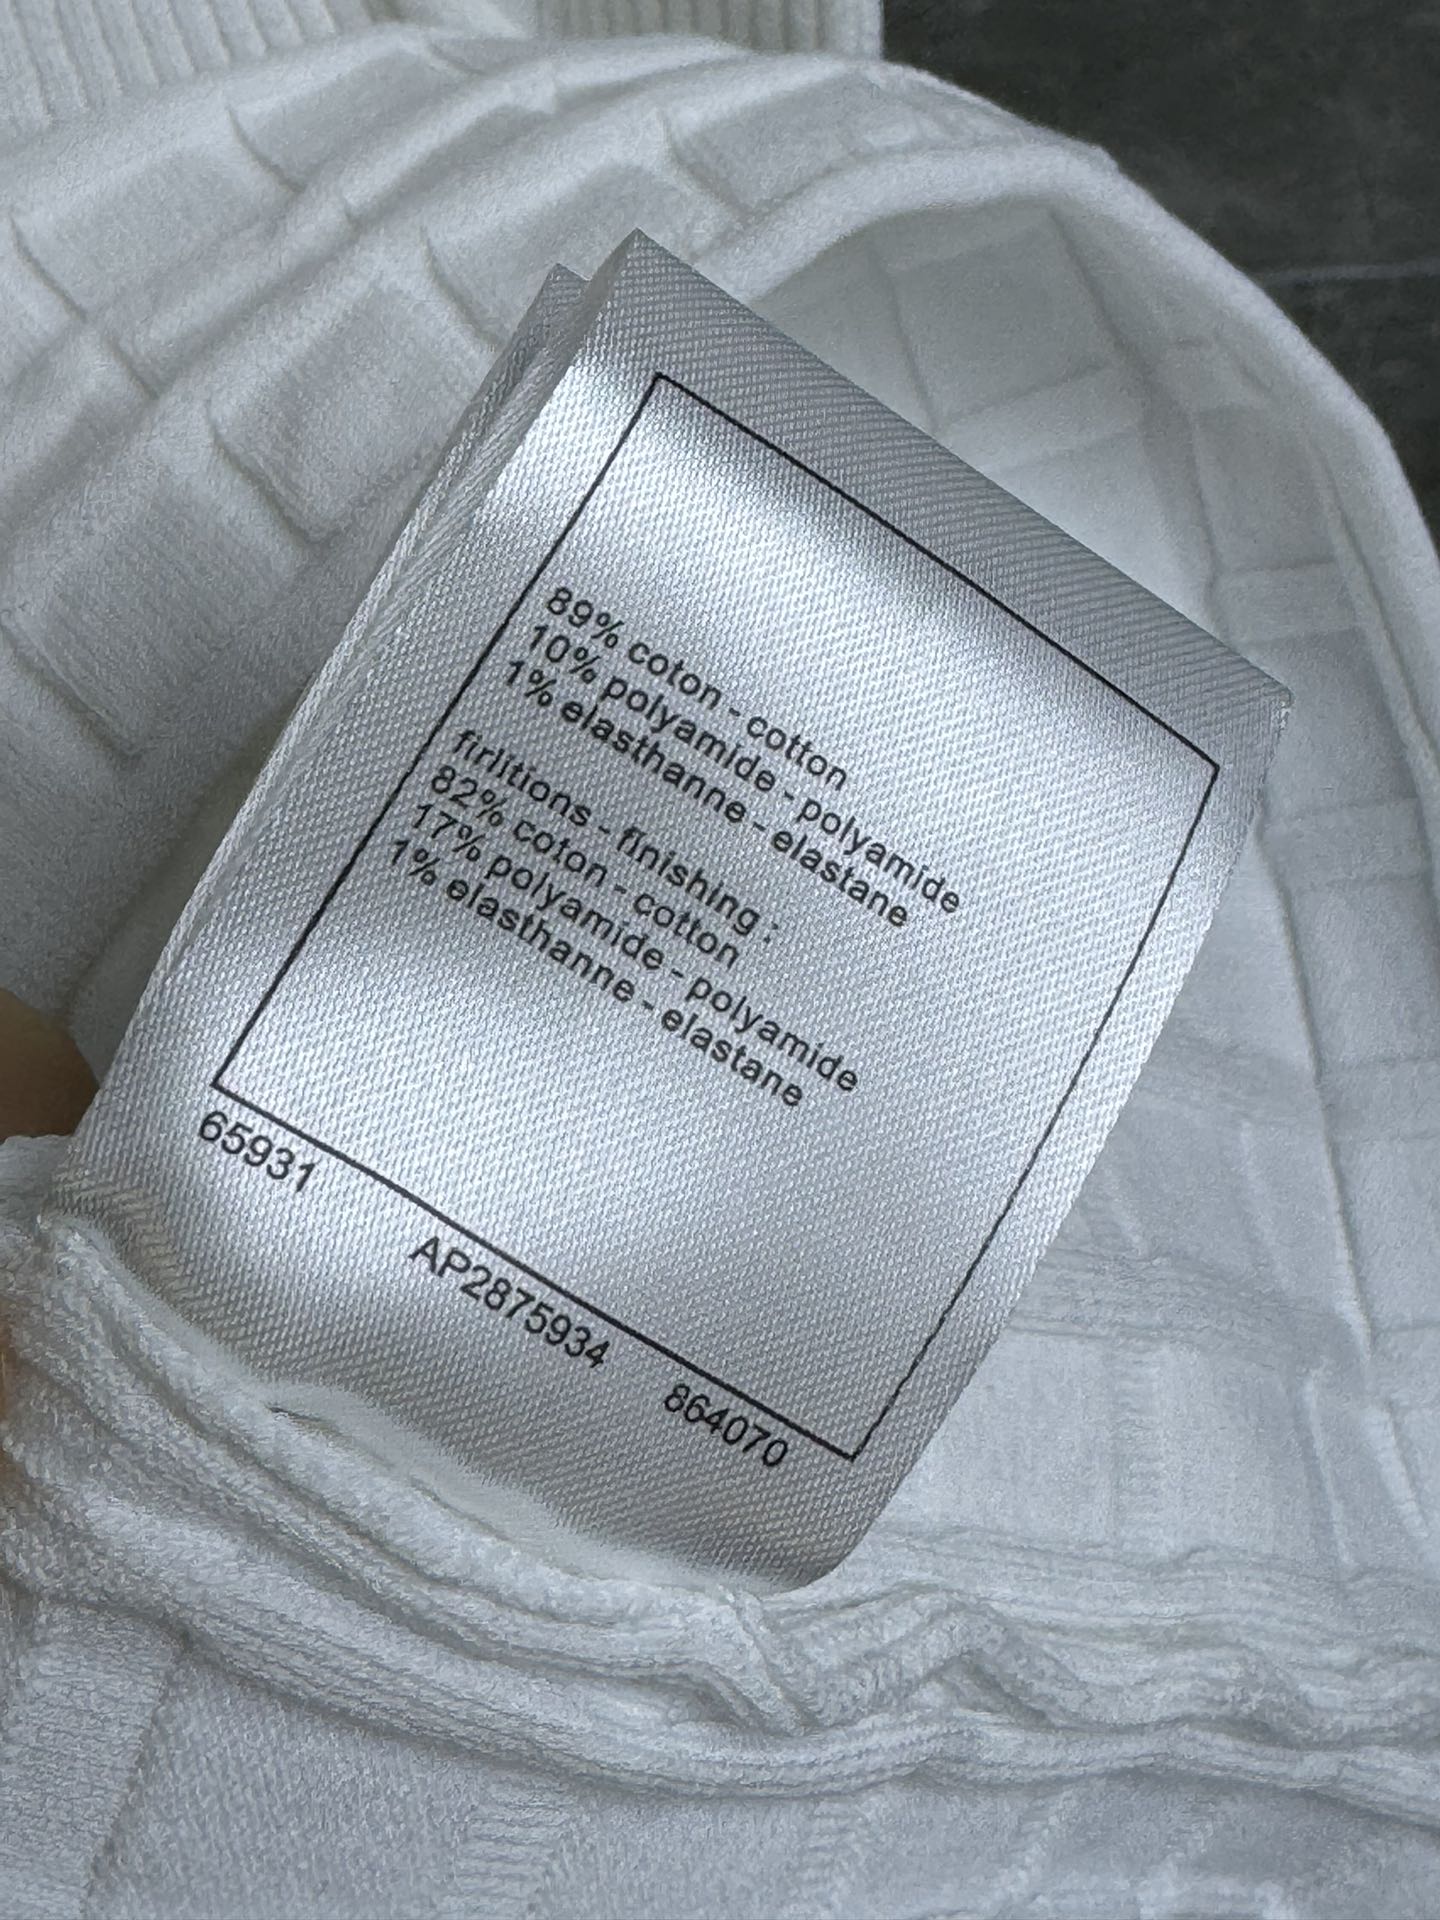 89% coton - cotton
10% polyamide - polyamide
1% elasthanne - elastane
firlitions - finishing :
82% coton - cotton
17% polyamide - polyamide
1% elasthanne - elastane
65931 AP2875934 864070